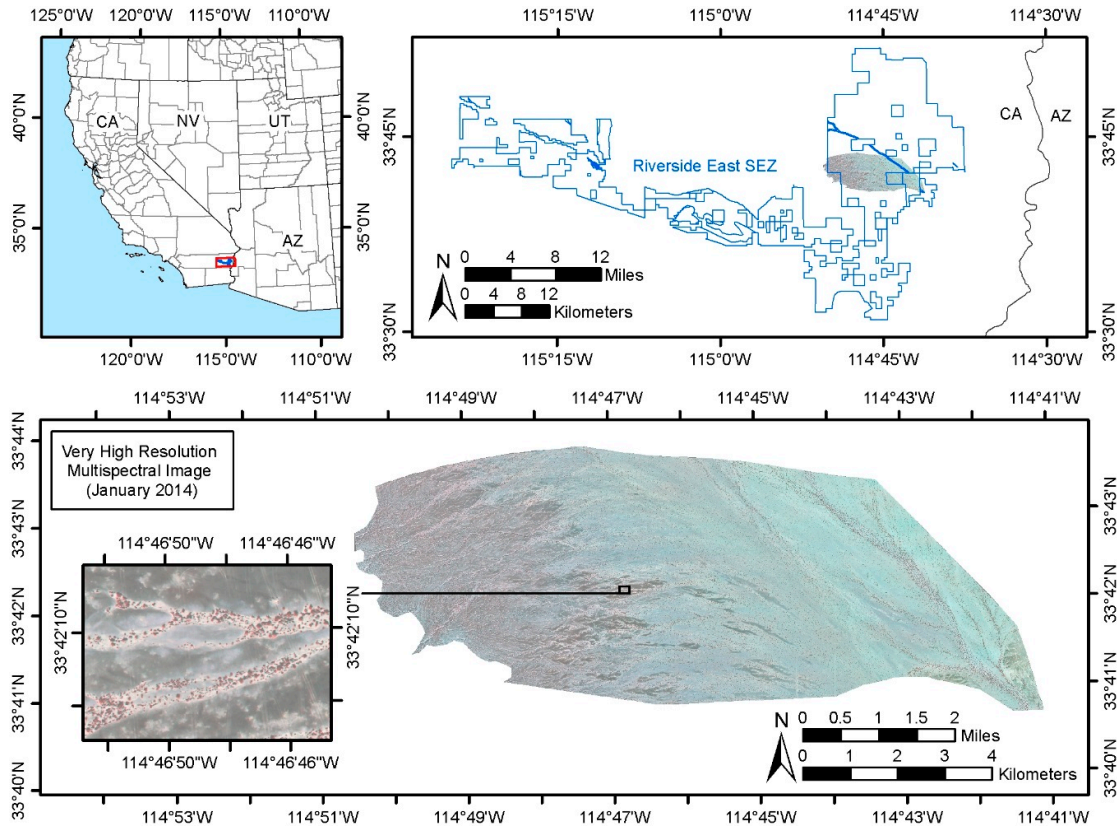 125°0'W 120°0'W 115°0'W 110°0'W
40°0'N
35°0'N
CA
NV
UT
AZ
40°0'N
35°0'N
120°0'W 115°0'W 110°0'W
115°15'W 115°0'W 114°45'W 114°30'W
33°45'N
33°30'N
CA AZ
Riverside East SEZ
N
0 4 8 12
Miles
0 4 8 12
Kilometers
33°45'N
33°30'N
115°15'W 115°0'W 114°45'W 114°30'W
114°53'W 114°51'W 114°49'W 114°47'W 114°45'W 114°43'W 114°41'W
33°44'N
33°43'N
33°42'N
33°41'N
33°40'N
Very High Resolution
Multispectral Image
(January 2014)
114°46'50"W 114°46'46"W
33°42'10"N
33°42'10"N
114°46'50"W 114°46'46"W
N
0 0.5 1 1.5 2
Miles
0 1 2 3 4
Kilometers
33°43'N
33°42'N
33°41'N
33°40'N
114°53'W 114°51'W 114°49'W 114°47'W 114°45'W 114°43'W 114°41'W